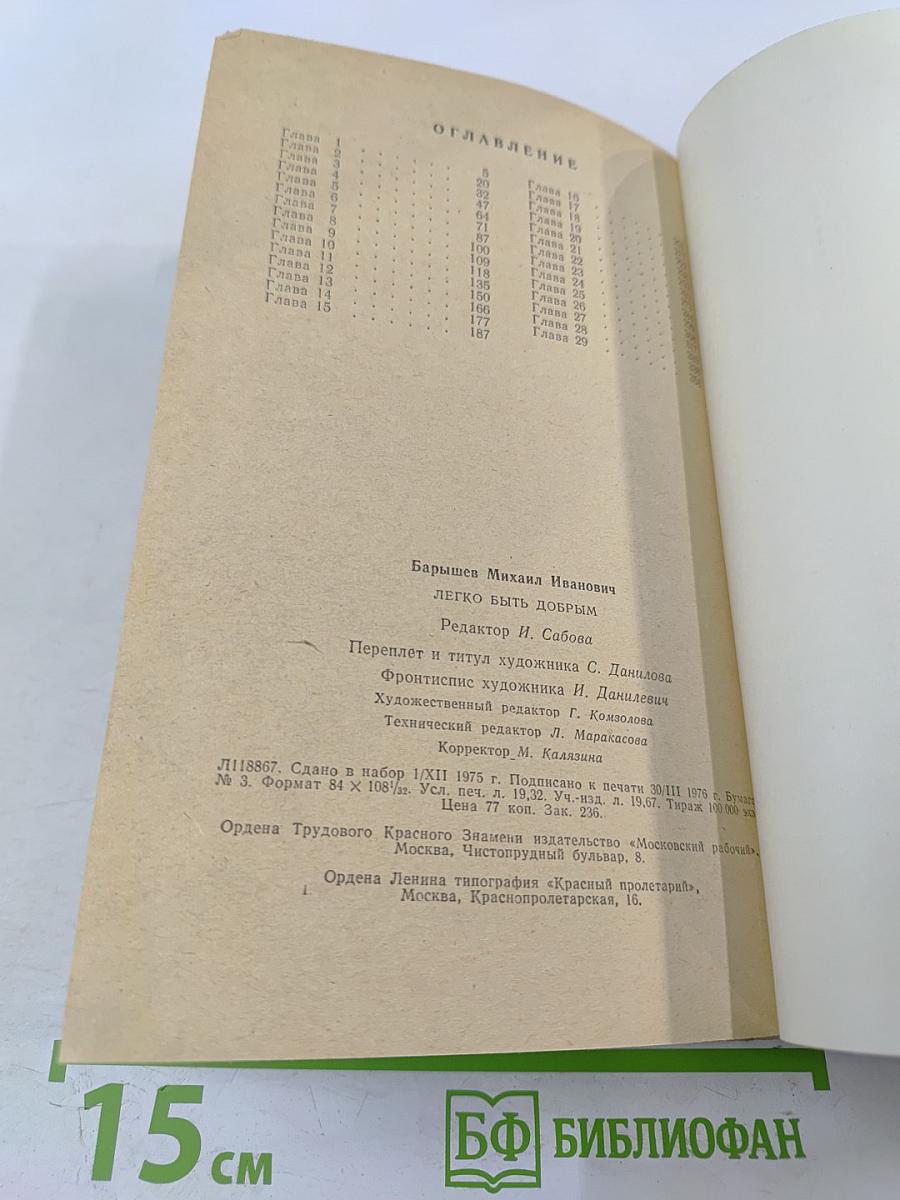 ОГЛАВЛЕНИЕ
Глава 1 . . . . . . 5
Глава 2 . . . . . . 20
Глава 3 . . . . . . 32
Глава 4 . . . . . . 47
Глава 5 . . . . . . 64
Глава 6 . . . . . . 71
Глава 7 . . . . . . 87
Глава 8 . . . . . . 100
Глава 9 . . . . . . 109
Глава 10 . . . . . . 118
Глава 11 . . . . . . 135
Глава 12 . . . . . . 150
Глава 13 . . . . . . 166
Глава 14 . . . . . . 177
Глава 15 . . . . . . 187
Глава 16
Глава 17
Глава 18
Глава 19
Глава 20
Глава 21
Глава 22
Глава 23
Глава 24
Глава 25
Глава 26
Глава 27
Глава 28
Глава 29
Барышев Михаил Иванович
ЛЕГКО БЫТЬ ДОБРЫМ
Редактор И. Сабова
Переплет и титул художника С. Данилова
Фронтиспис художника И. Данилевич
Художественный редактор Г. Комзолова
Технический редактор Л. Маракасова
Корректор М. Калязина
Л118867. Сдано в набор 1/XII 1975 г. Подписано к печати 30/III 1976 г.
№ 3. Формат 84 × 108¹/₃₂. Усл. печ. л. 19,32. Уч.-изд. л. 19,67. Тираж 100 000 экз
Цена 77 коп. Зак. 236.
Ордена Трудового Красного Знамени издательство «Московский рабочий».
Москва, Чистопрудный бульвар, 8.
Ордена Ленина типография «Красный пролетарий»,
Москва, Краснопролетарская, 16.
15 см
БФ БИБЛИОФАН